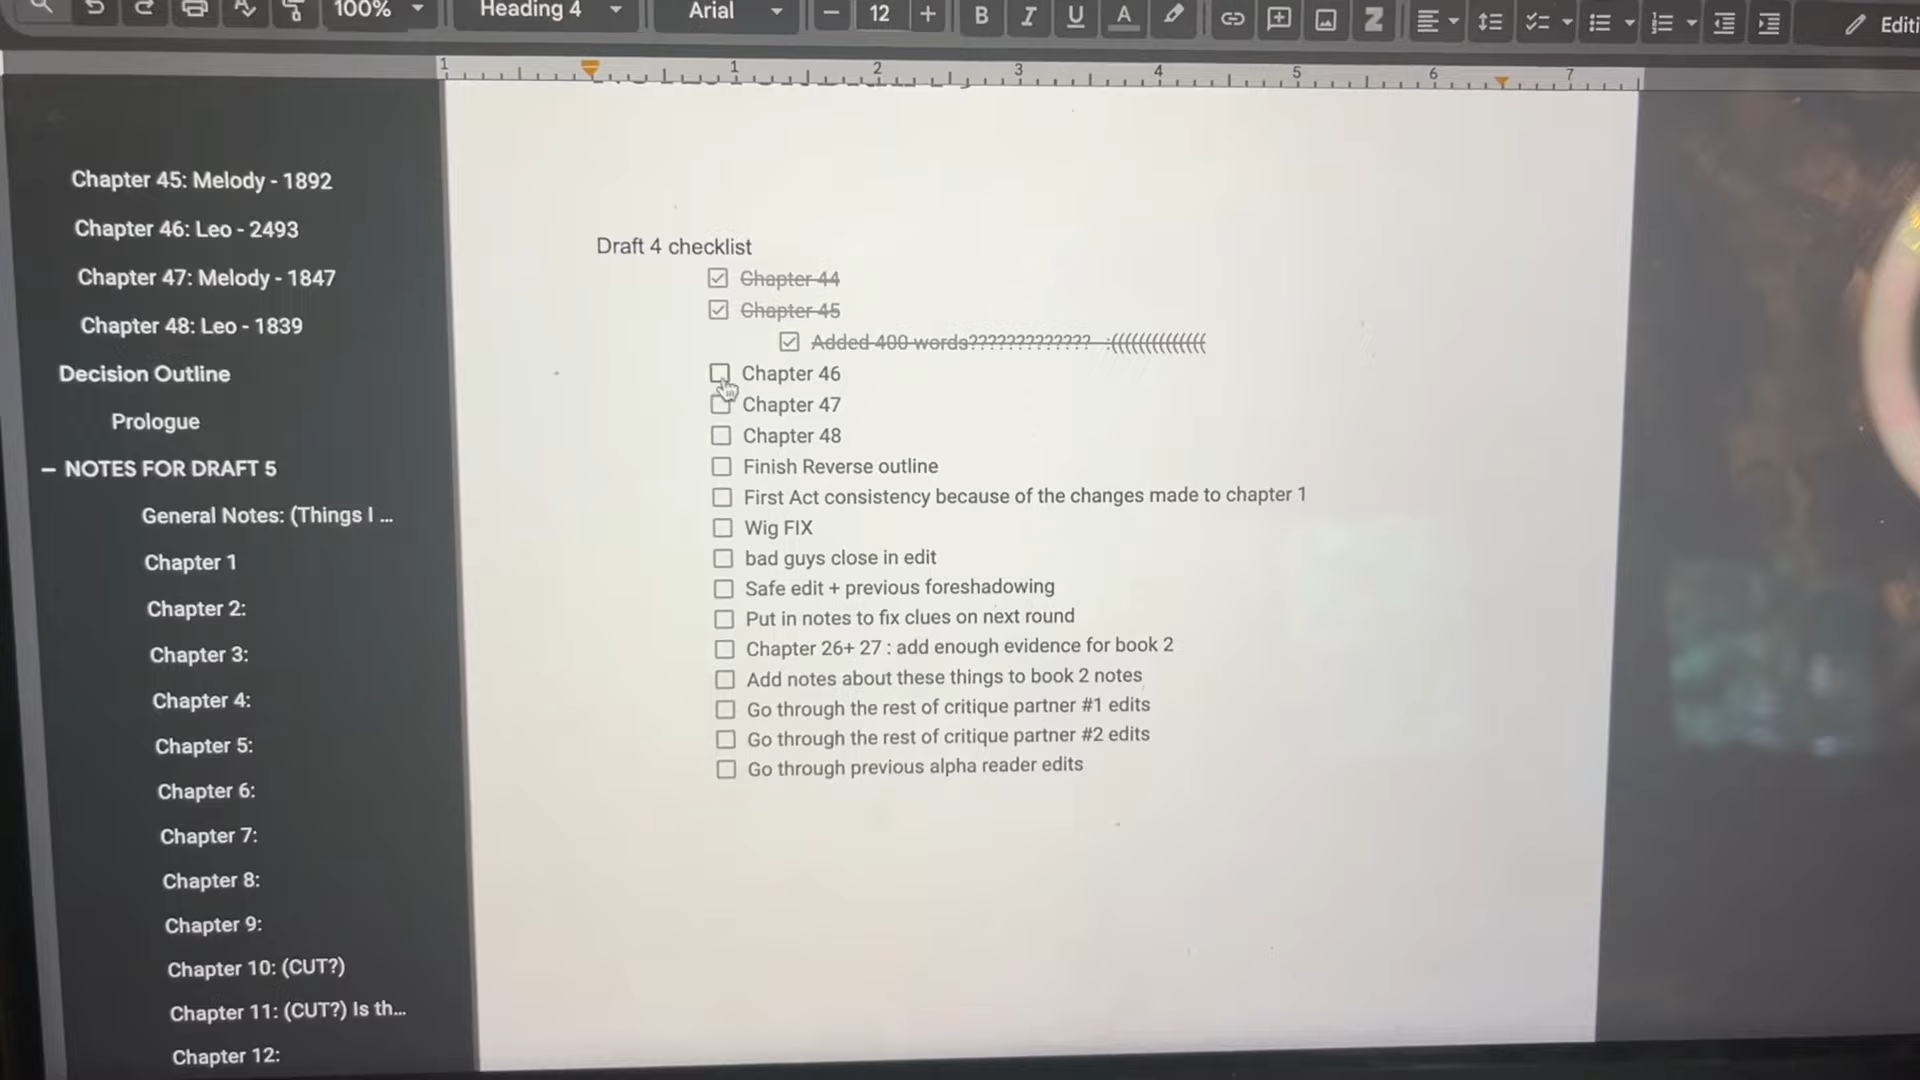 100%
Heading 4
Arial
12
B I U A
Editi
1 1 2 3 4 5 6 7
Chapter 45: Melody - 1892
Chapter 46: Leo - 2493
Chapter 47: Melody - 1847
Chapter 48: Leo - 1839
Decision Outline
Prologue
NOTES FOR DRAFT 5
General Notes: (Things I ...
Chapter 1
Chapter 2:
Chapter 3:
Chapter 4:
Chapter 5:
Chapter 6:
Chapter 7:
Chapter 8:
Chapter 9:
Chapter 10: (CUT?)
Chapter 11: (CUT?) Is th...
Chapter 12:
Draft 4 checklist
Chapter 44
Chapter 45
Added 400 words????????????? :((((((((((((((
Chapter 46
Chapter 47
Chapter 48
Finish Reverse outline
First Act consistency because of the changes made to chapter 1
Wig FIX
bad guys close in edit
Safe edit + previous foreshadowing
Put in notes to fix clues on next round
Chapter 26+ 27 : add enough evidence for book 2
Add notes about these things to book 2 notes
Go through the rest of critique partner #1 edits
Go through the rest of critique partner #2 edits
Go through previous alpha reader edits